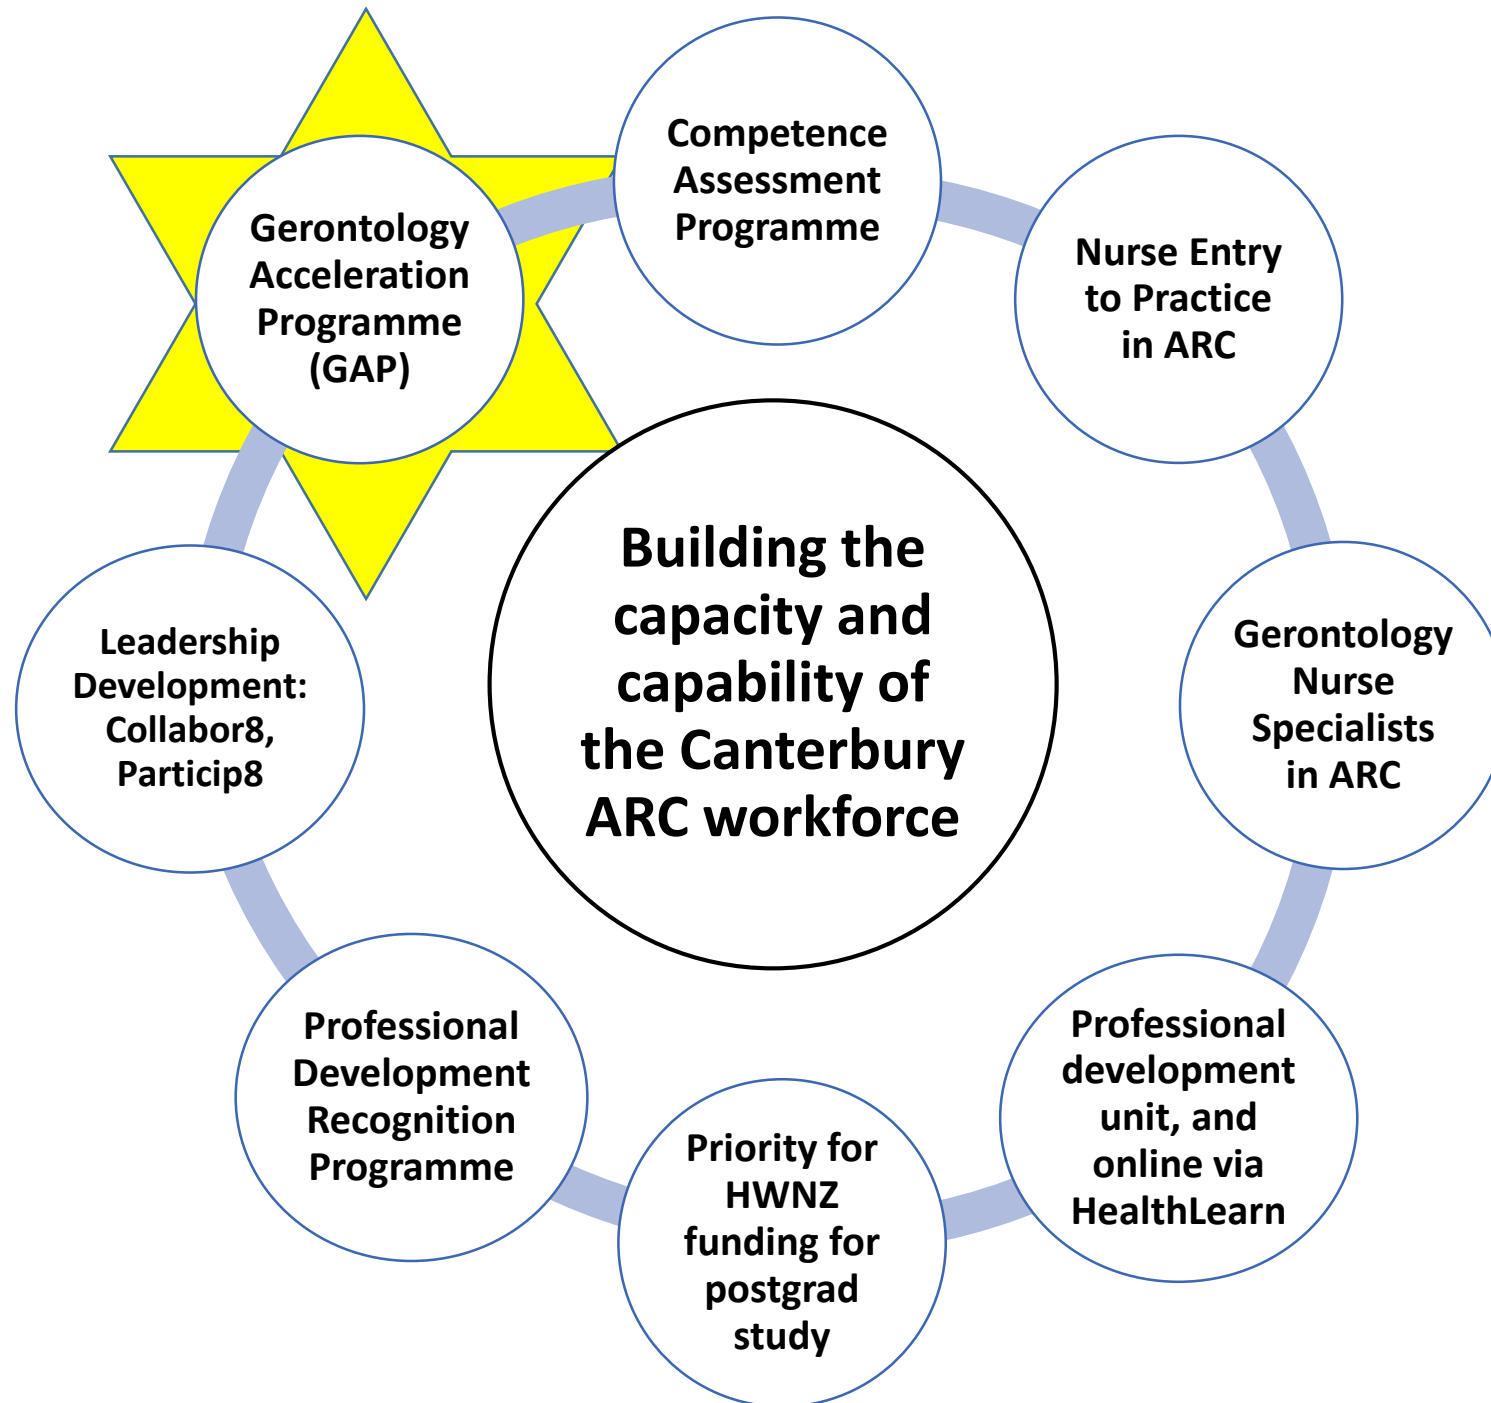 Competence
Assessment
Programme
Nurse Entry
to Practice
in ARC
Gerontology
Nurse
Specialists
in ARC
Professional
development
unit, and
online via
HealthLearn
Priority for
HWNZ
funding for
postgrad
study
Professional
Development
Recognition
Programme
Leadership
Development:
Collabor8,
Particip8
Gerontology
Acceleration
Programme
(GAP)
Building the
capacity and
capability of
the Canterbury
ARC workforce